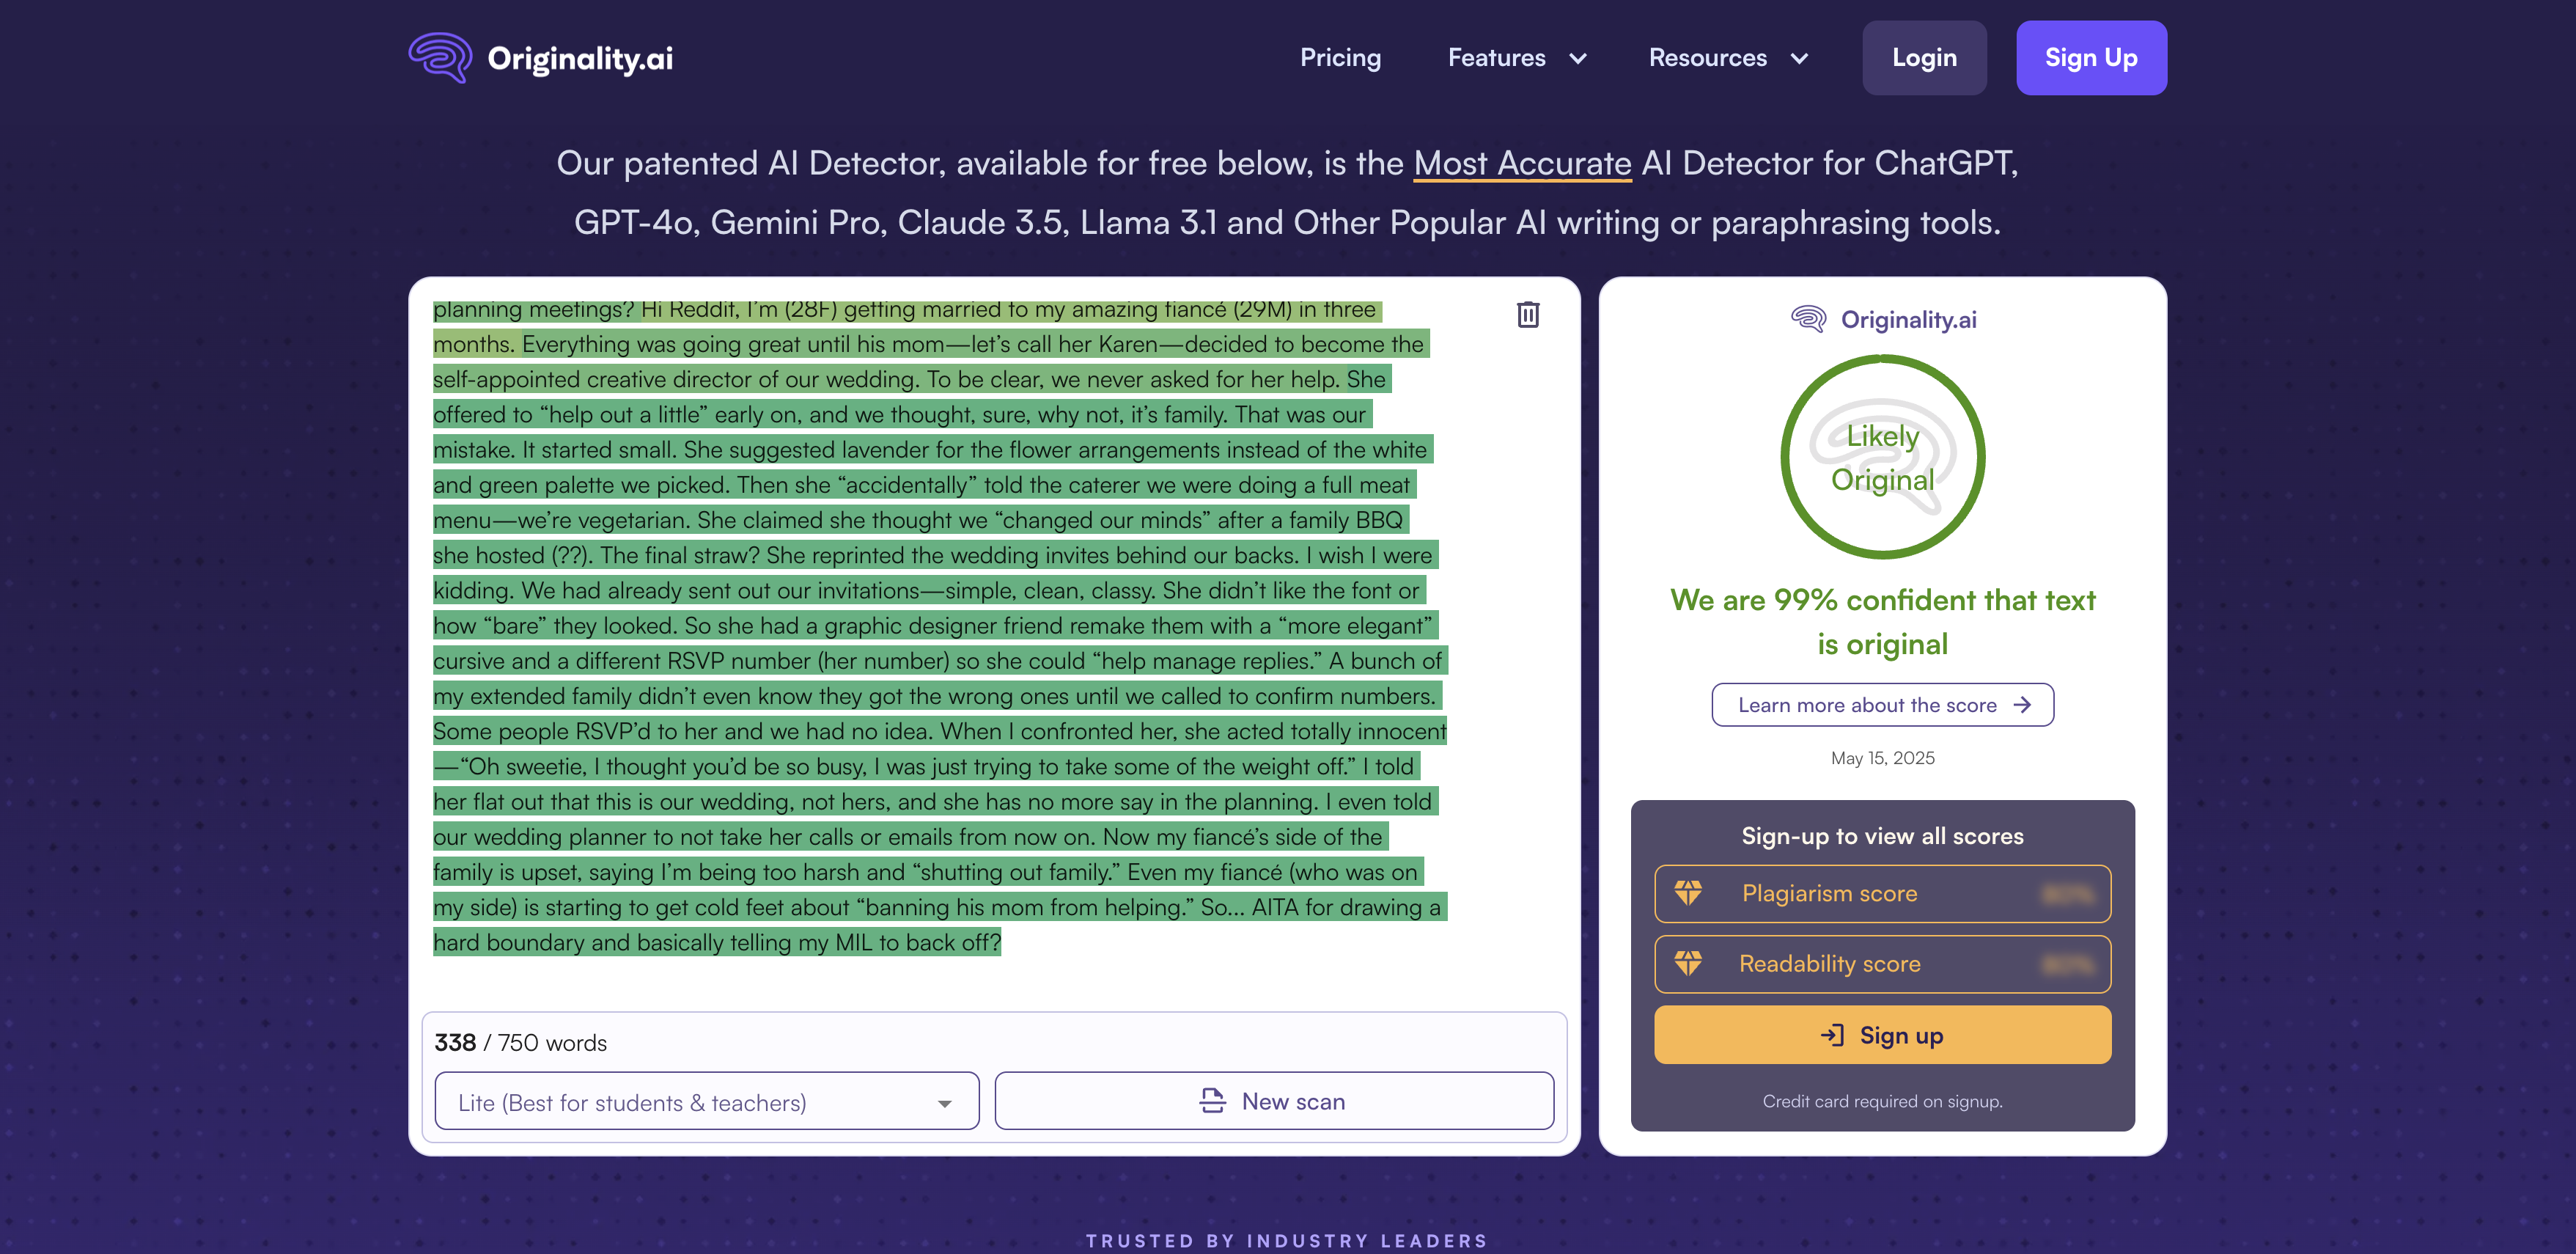 Originality.ai
Pricing
Features
Resources
Login
Sign Up
Our patented AI Detector, available for free below, is the Most Accurate AI Detector for ChatGPT,
GPT-4o, Gemini Pro, Claude 3.5, Llama 3.1 and Other Popular AI writing or paraphrasing tools.
planning meetings? Hi Reddit, I’m (28F) getting married to my amazing fiancé (29M) in three
months. Everything was going great until his mom—let’s call her Karen—decided to become the
self-appointed creative director of our wedding. To be clear, we never asked for her help. She
offered to “help out a little” early on, and we thought, sure, why not, it’s family. That was our
mistake. It started small. She suggested lavender for the flower arrangements instead of the white
and green palette we picked. Then she “accidentally” told the caterer we were doing a full meat
menu—we’re vegetarian. She claimed she thought we “changed our minds” after a family BBQ
she hosted (??). The final straw? She reprinted the wedding invites behind our backs. I wish I were
kidding. We had already sent out our invitations—simple, clean, classy. She didn’t like the font or
how “bare” they looked. So she had a graphic designer friend remake them with a “more elegant”
cursive and a different RSVP number (her number) so she could “help manage replies.” A bunch of
my extended family didn’t even know they got the wrong ones until we called to confirm numbers.
Some people RSVP’d to her and we had no idea. When I confronted her, she acted totally innocent
—“Oh sweetie, I thought you’d be so busy, I was just trying to take some of the weight off.” I told
her flat out that this is our wedding, not hers, and she has no more say in the planning. I even told
our wedding planner to not take her calls or emails from now on. Now my fiancé’s side of the
family is upset, saying I’m being too harsh and “shutting out family.” Even my fiancé (who was on
my side) is starting to get cold feet about “banning his mom from helping.” So... AITA for drawing a
hard boundary and basically telling my MIL to back off?
338 / 750 words
Lite (Best for students & teachers)
New scan
Originality.ai
Likely
Original
We are 99% confident that text
is original
Learn more about the score
May 15, 2025
Sign-up to view all scores
Plagiarism score
Readability score
Sign up
Credit card required on signup.
TRUSTED BY INDUSTRY LEADERS